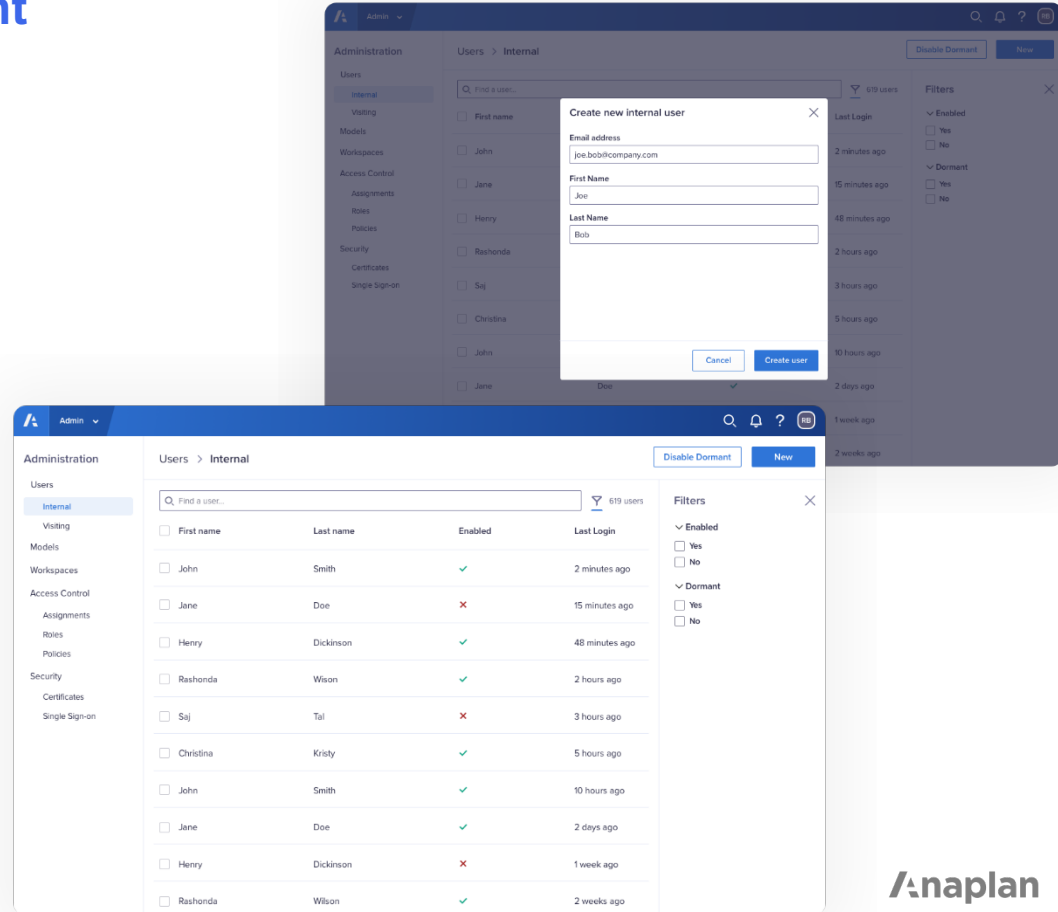 nt
Admin
RB
Administration
Users > Internal
Disable Dormant
New
Users
Internal
Find a user...
619 users
Filters
Visiting
First name
Last Login
Enabled
Models
Yes
No
Workspaces
John
2 minutes ago
Dormant
Access Control
Yes
Assignments
Jane
15 minutes ago
No
Roles
Henry
48 minutes ago
Policies
Security
Rashonda
2 hours ago
Certificates
Single Sign-on
Saj
3 hours ago
Christina
5 hours ago
John
10 hours ago
Jane Doe
2 days ago
1 week ago
2 weeks ago
Create new internal user
Email address
joe.bob@company.com
First Name
Joe
Last Name
Bob
Cancel
Create user
Admin
RB
Administration
Users > Internal
Disable Dormant
New
Users
Internal
Visiting
Models
Workspaces
Access Control
Assignments
Roles
Policies
Security
Certificates
Single Sign-on
Find a user...
619 users
First name Last name Enabled Last Login
John Smith 2 minutes ago
Jane Doe 15 minutes ago
Henry Dickinson 48 minutes ago
Rashonda Wison 2 hours ago
Saj Tal 3 hours ago
Christina Kristy 5 hours ago
John Smith 10 hours ago
Jane Doe 2 days ago
Henry Dickinson 1 week ago
Rashonda Wilson 2 weeks ago
Filters
Enabled
Yes
No
Dormant
Yes
No
Anaplan